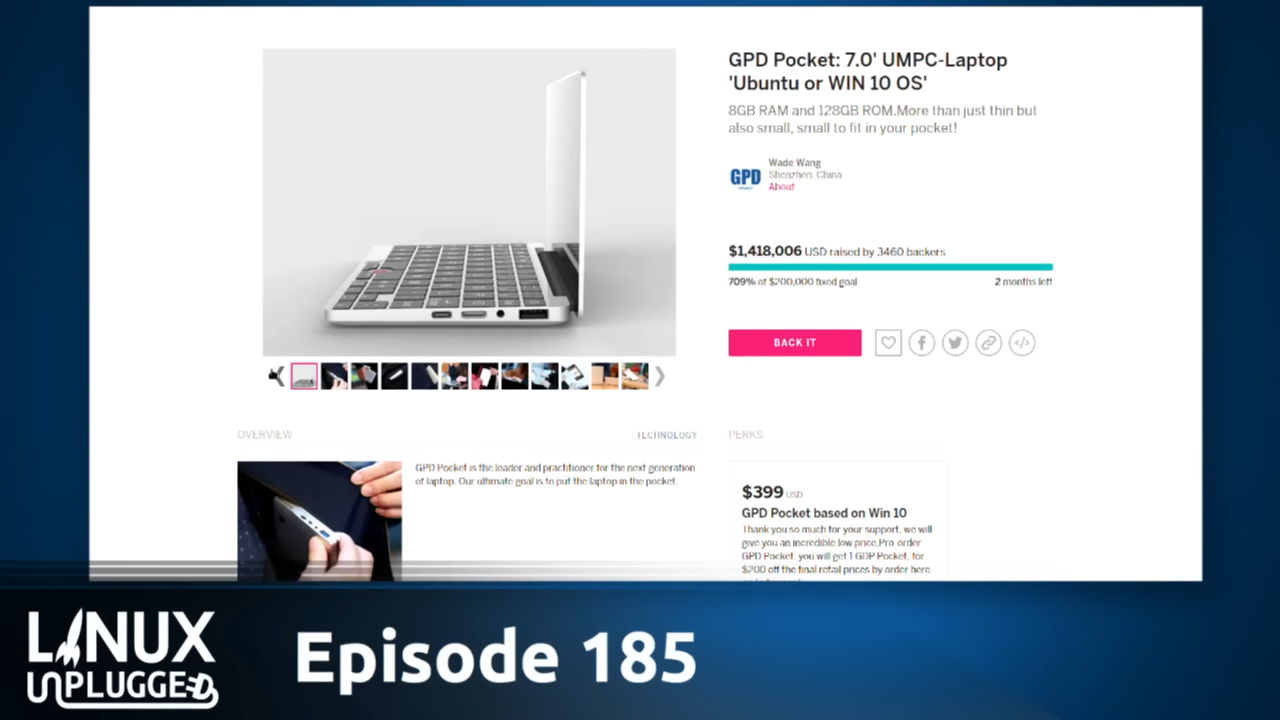 GPD Pocket: 7.0' UMPC-Laptop
'Ubuntu or WIN 10 OS'
8GB RAM and 128GB ROM.More than just thin but
also small, small to fit in your pocket!
GPD
Wade Wang
Shenzhen, China
About
$1,418,006 USD raised by 3460 backers
709% of $200,000 fixed goal
2 months left
BACK IT
OVERVIEW
TECHNOLOGY
PERKS
GPD Pocket is the leader and practitioner for the next generation
of laptop. Our ultimate goal is to put the laptop in the pocket.
$399 USD
GPD Pocket based on Win 10
Thank you so much for your support, we will
give you an incredible low price.Pre-order
GPD Pocket, you will get 1 GDP Pocket, for
$200 off the final retail prices by order here
LINUX
UNPLUGGED
Episode 185